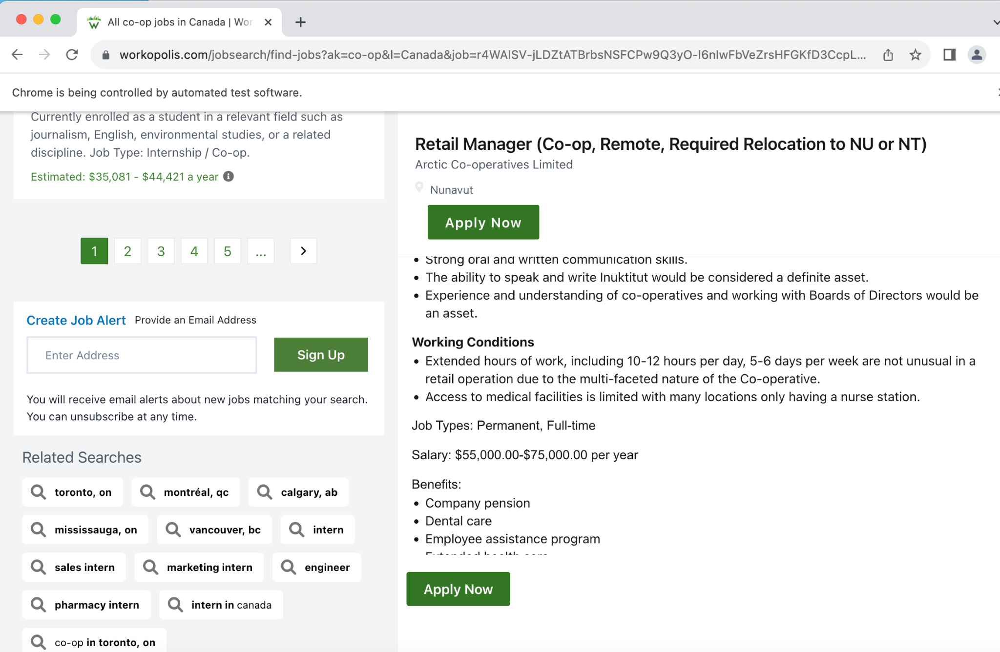 All co-op jobs in Canada | Wor
workopolis.com/jobsearch/find-jobs?ak=co-op&l=Canada&job=r4WAISV-jLDZtATBrbsNSFCPw9Q3yO-I6nlwFbVeZrsHFGKfD3CcpL...
Chrome is being controlled by automated test software.
Currently enrolled as a student in a relevant field such as
journalism, English, environmental studies, or a related
discipline. Job Type: Internship / Co-op.
Estimated: $35,081 - $44,421 a year
1 2 3 4 5 ...
Create Job Alert Provide an Email Address
Enter Address
Sign Up
You will receive email alerts about new jobs matching your search.
You can unsubscribe at any time.
Related Searches
toronto, on
montréal, qc
calgary, ab
mississauga, on
vancouver, bc
intern
sales intern
marketing intern
engineer
pharmacy intern
intern in canada
co-op in toronto, on
Retail Manager (Co-op, Remote, Required Relocation to NU or NT)
Arctic Co-operatives Limited
Nunavut
Apply Now
• Strong oral and written communication skills.
• The ability to speak and write Inuktitut would be considered a definite asset.
• Experience and understanding of co-operatives and working with Boards of Directors would be
an asset.
Working Conditions
• Extended hours of work, including 10-12 hours per day, 5-6 days per week are not unusual in a
retail operation due to the multi-faceted nature of the Co-operative.
• Access to medical facilities is limited with many locations only having a nurse station.
Job Types: Permanent, Full-time
Salary: $55,000.00-$75,000.00 per year
Benefits:
• Company pension
• Dental care
• Employee assistance program
Extended health care
Apply Now